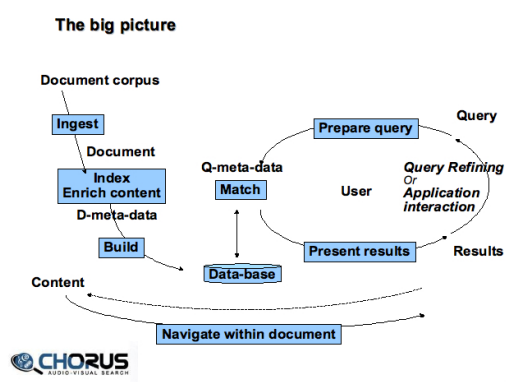 The big picture
Document corpus
Ingest
Document
Index
Enrich content
D-meta-data
Build
Content
Query
Prepare query
Q-meta-data
Match
User
Query Refining
Or
Application
interaction
Present results
Results
Data-base
Navigate within document
CHORUS
AUDIO-VISUAL SEARCH